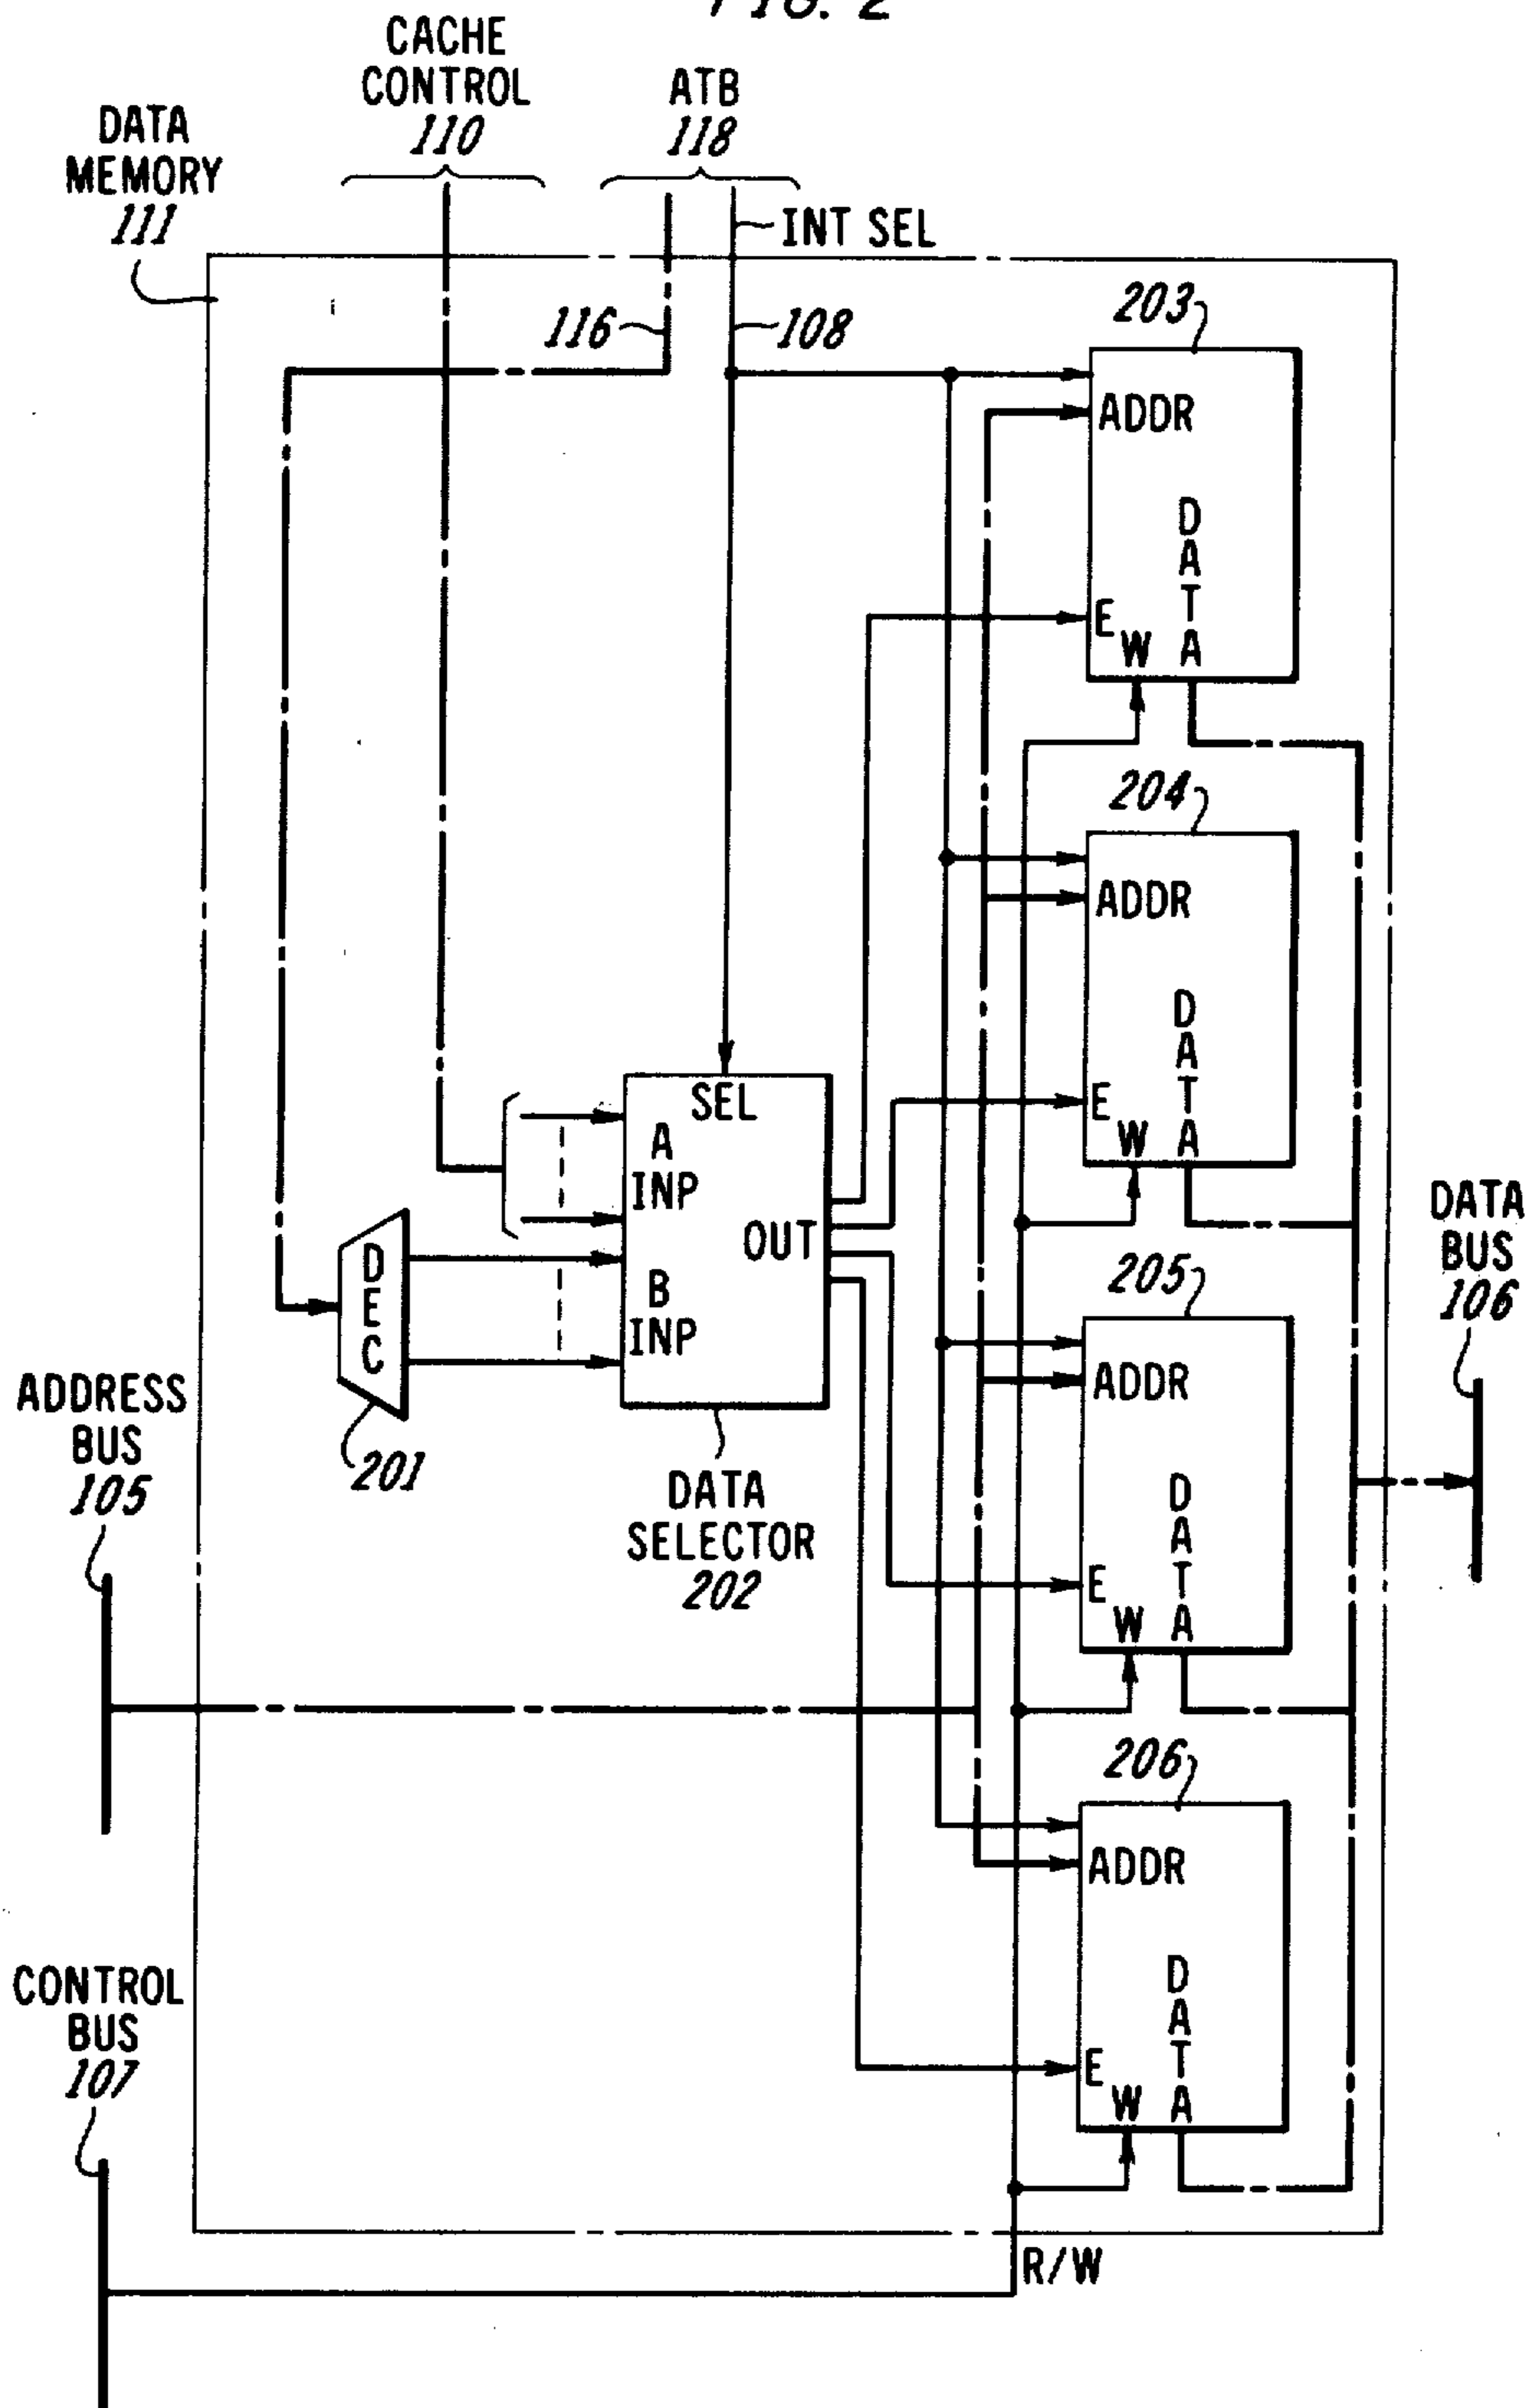 FIG. 2
CACHE
CONTROL
110
ATB
118
DATA
MEMORY
111
INT SEL
116
108
203
ADDR
DATA
E
W
204
ADDR
DATA
E
W
SEL
A
INP
B
INP
OUT
DEC
201
DATA
SELECTOR
202
205
ADDR
DATA
E
W
DATA
BUS
106
ADDRESS
BUS
105
206
ADDR
DATA
E
W
CONTROL
BUS
107
R/W